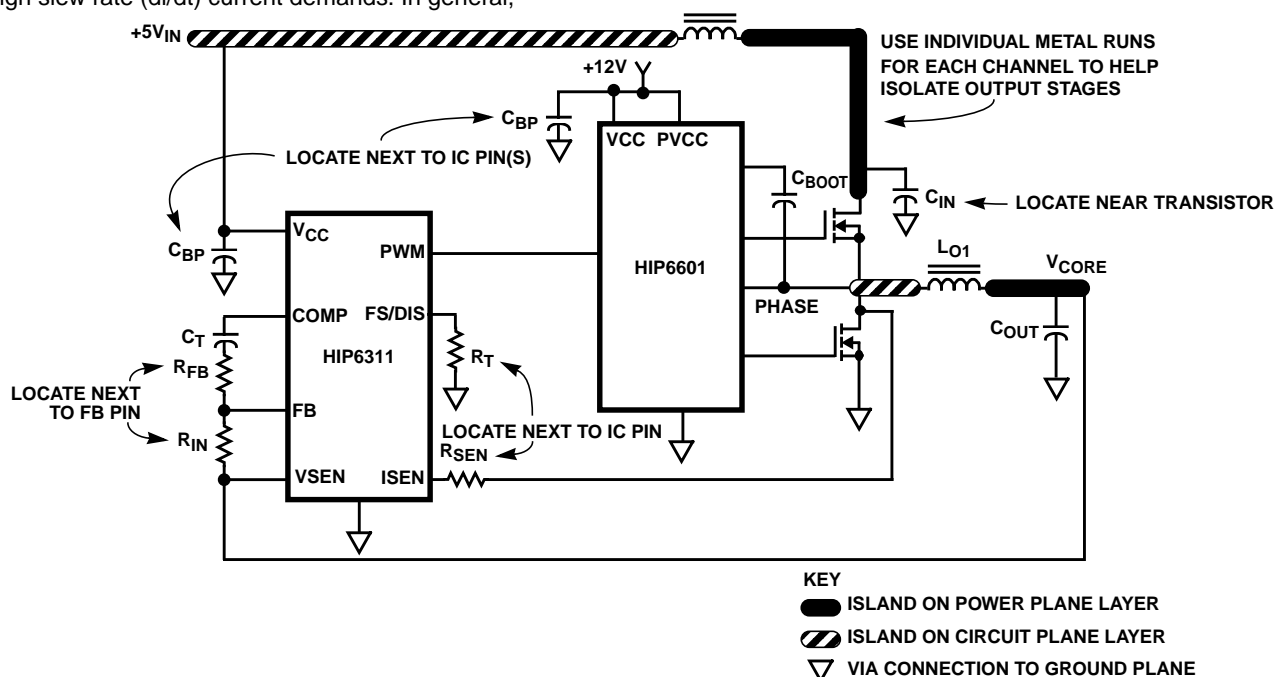 igh slew rate (di/dt) current demands. In general,
+5VIN
USE INDIVIDUAL METAL RUNS
FOR EACH CHANNEL TO HELP
ISOLATE OUTPUT STAGES
+12V
CBP
VCC PVCC
LOCATE NEXT TO IC PIN(S)
CBOOT
CIN
LOCATE NEAR TRANSISTOR
CBP
VCC
PWM
HIP6601
LO1
VCORE
PHASE
COMP
FS/DIS
CT
HIP6311
RFB
RT
COUT
LOCATE NEXT
TO FB PIN
FB
RIN
LOCATE NEXT TO IC PIN
RSEN
VSEN
ISEN
KEY
ISLAND ON POWER PLANE LAYER
ISLAND ON CIRCUIT PLANE LAYER
VIA CONNECTION TO GROUND PLANE